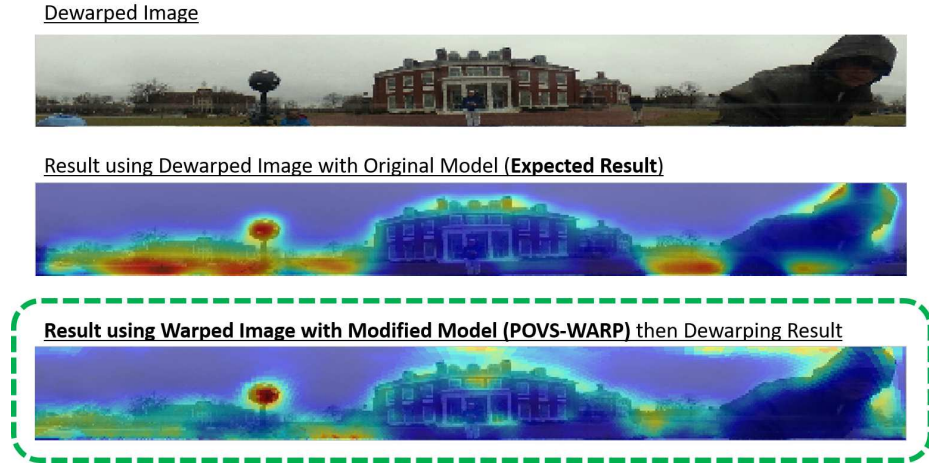 Dewarped Image
Result using Dewarped Image with Original Model (Expected Result)
Result using Warped Image with Modified Model (POVS-WARP) then Dewarping Result